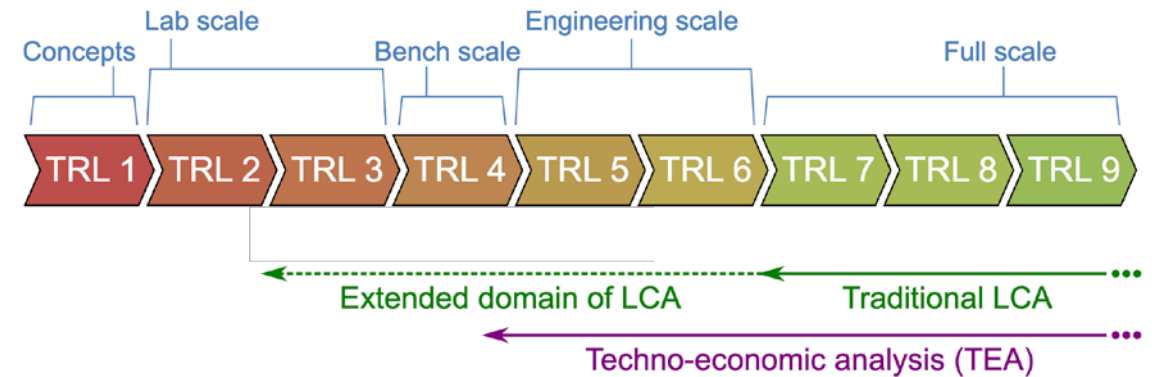 Lab scale
Engineering scale
Concepts
Bench scale
Full scale
TRL 1
TRL 2
TRL 3
TRL 4
TRL 5
TRL 6
TRL 7
TRL 8
TRL 9
Extended domain of LCA
Traditional LCA
Techno-economic analysis (TEA)